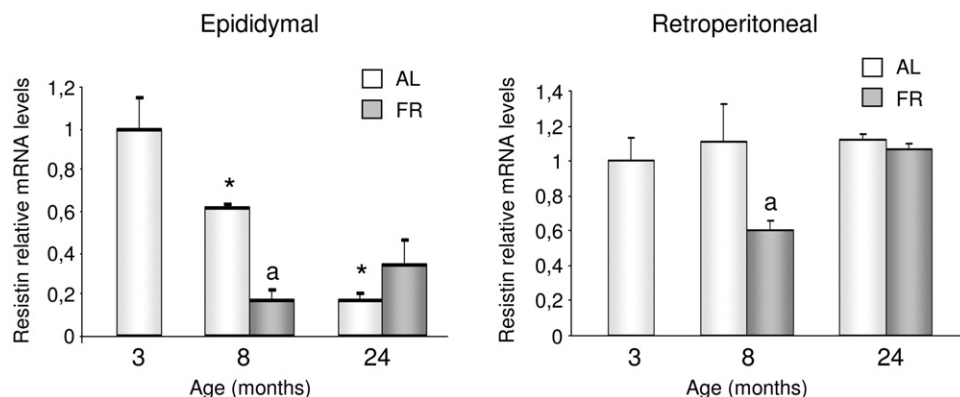 Epididymal
Resistin relative mRNA levels
1,2
1
0,8
0,6
0,4
0,2
0
AL
FR
*
a
*
3 8 24
Age (months)
Retroperitoneal
Resistin relative mRNA levels
1,4
1,2
1
0,8
0,6
0,4
0,2
0
AL
FR
a
3 8 24
Age (months)